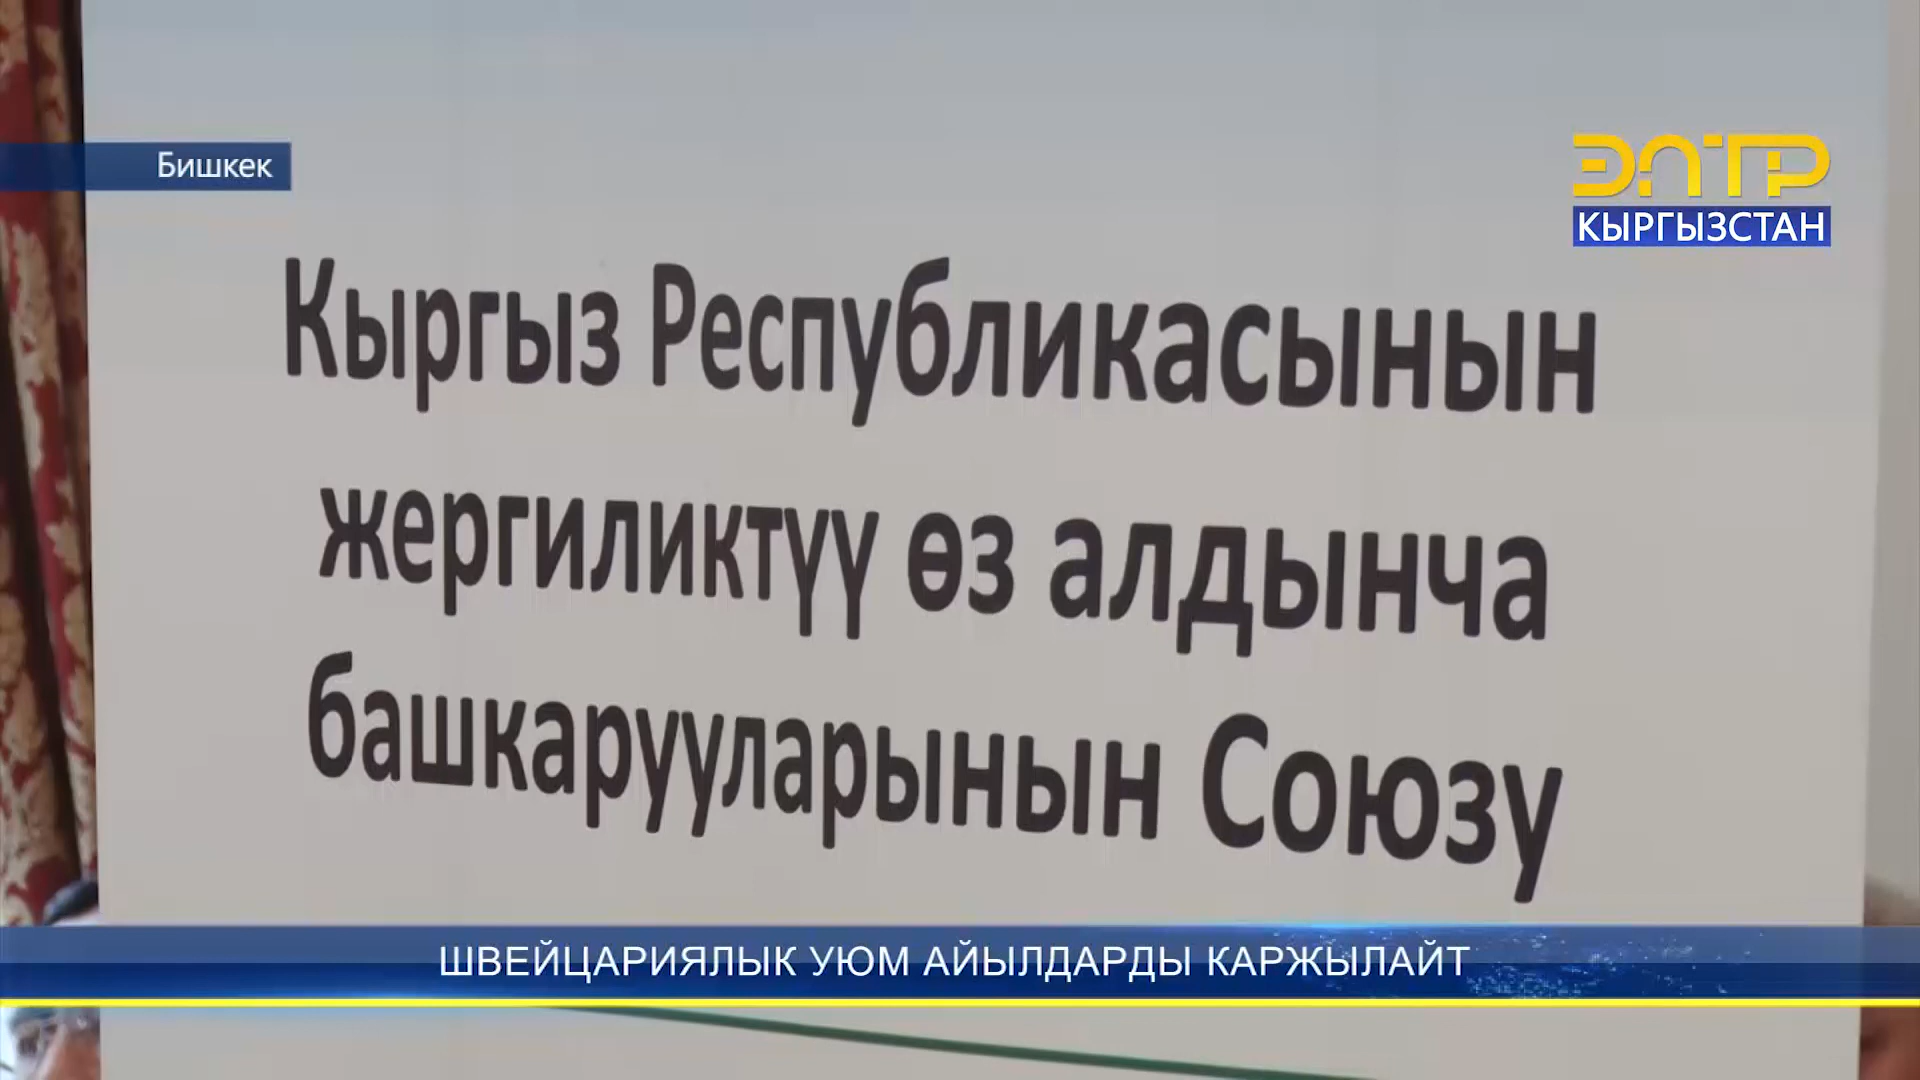 Бишкек
ЭЛТР
КЫРГЫЗСТАН
Кыргыз Республикасынын
жергиликтүү өз алдынча
башкарууларынын Союзу
ШВЕЙЦАРИЯЛЫК УЮМ АЙЫЛДАРДЫ КАРЖЫЛАЙТ